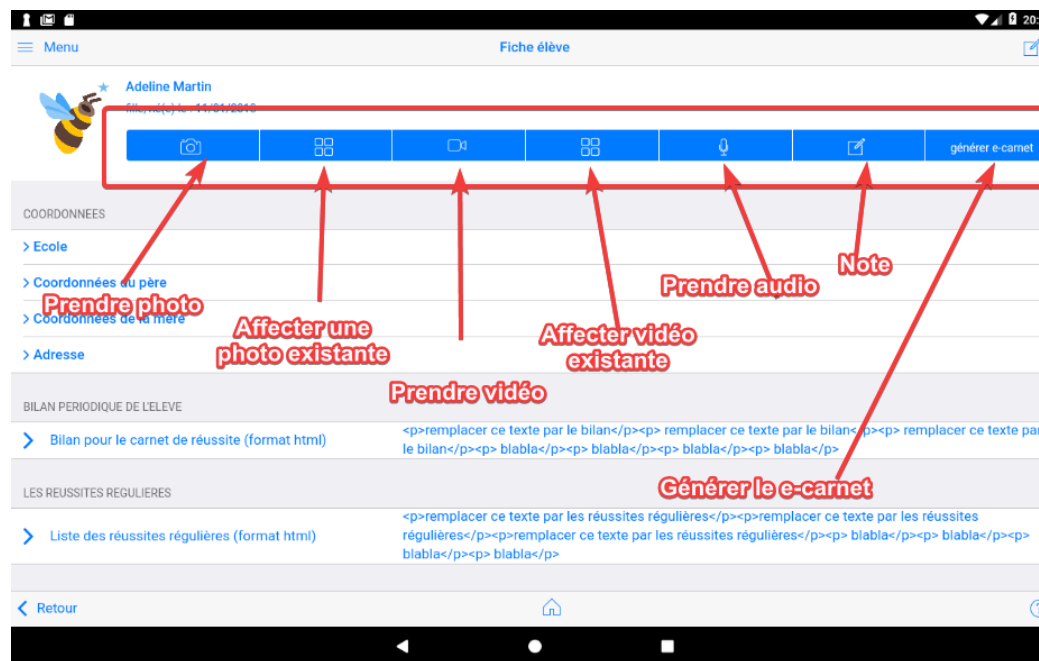 20:
Menu
Fiche élève
Adeline Martin
générer e-carnet
COORDONNEES
Ecole
Note
Coordonnées du père
Prendre audio
Prendre photo
Coordonnées de la mère
Affecter une
photo existante
Affecter vidéo
existante
Adresse
Prendre vidéo
BILAN PERIODIQUE DE L'ELEVE
Bilan pour le carnet de réussite (format html)
<p>remplacer ce texte par le bilan</p><p> remplacer ce texte par le bilan</p><p> remplacer ce texte par
le bilan</p><p> blabla</p><p> blabla</p><p> blabla</p><p> blabla</p>
Générer le e-carnet
LES REUSSITES REGULIERES
Liste des réussites régulières (format html)
<p>remplacer ce texte par les réussites régulières</p><p>remplacer ce texte par les réussites
régulières</p><p>remplacer ce texte par les réussites régulières</p><p> blabla</p><p> blabla</p><p>
blabla</p><p> blabla</p>
Retour